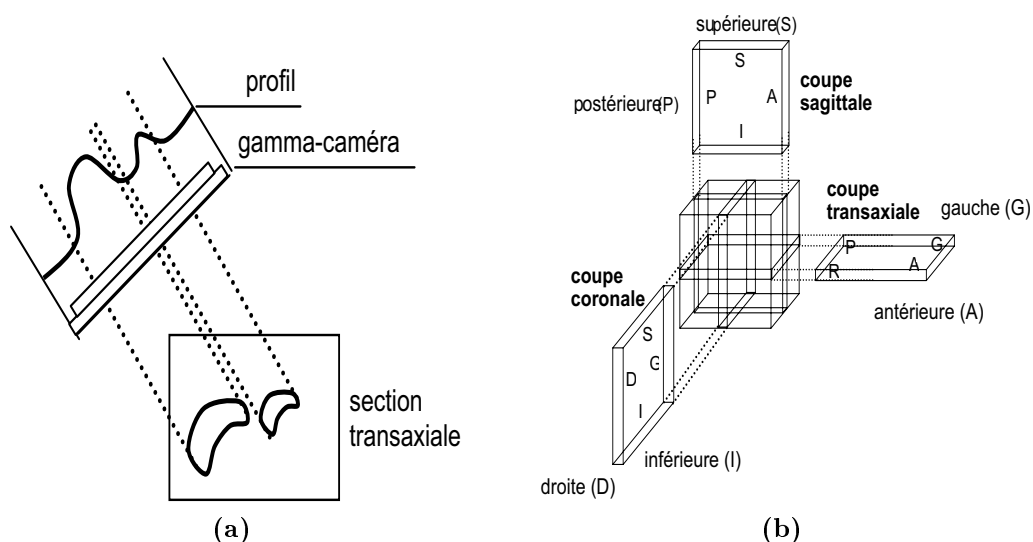 profil
gamma-caméra
section
transaxiale
(a)
supérieure(S)
S
postérieure(P)
P
A
I
coupe
sagittale
coupe
transaxiale
gauche (G)
P
G
R
A
antérieure (A)
coupe
coronale
S
G
D
I
inférieure (I)
droite (D)
(b)